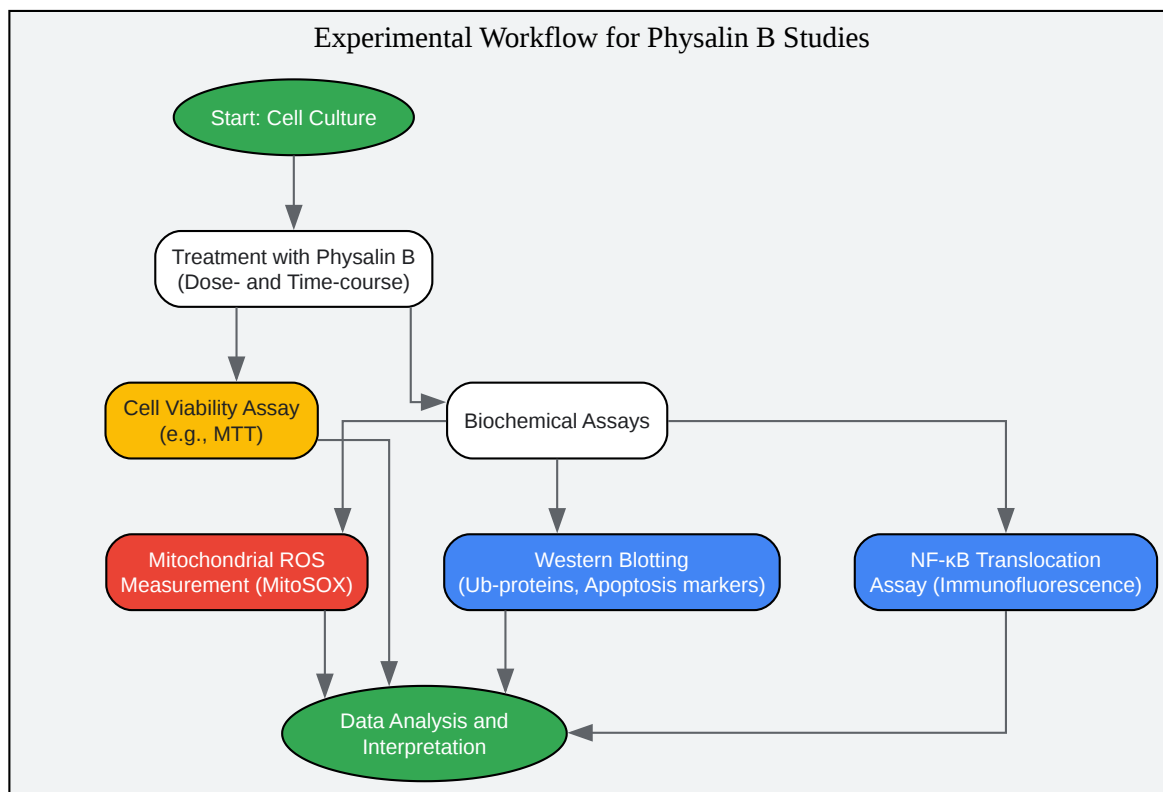 Experimental Workflow for Physalin B Studies
Start: Cell Culture
Treatment with Physalin B
(Dose- and Time-course)
Cell Viability Assay
(e.g., MTT)
Biochemical Assays
Mitochondrial ROS
Measurement (MitoSOX)
Western Blotting
(Ub-proteins, Apoptosis markers)
NF-κB Translocation
Assay (Immunofluorescence)
Data Analysis and
Interpretation